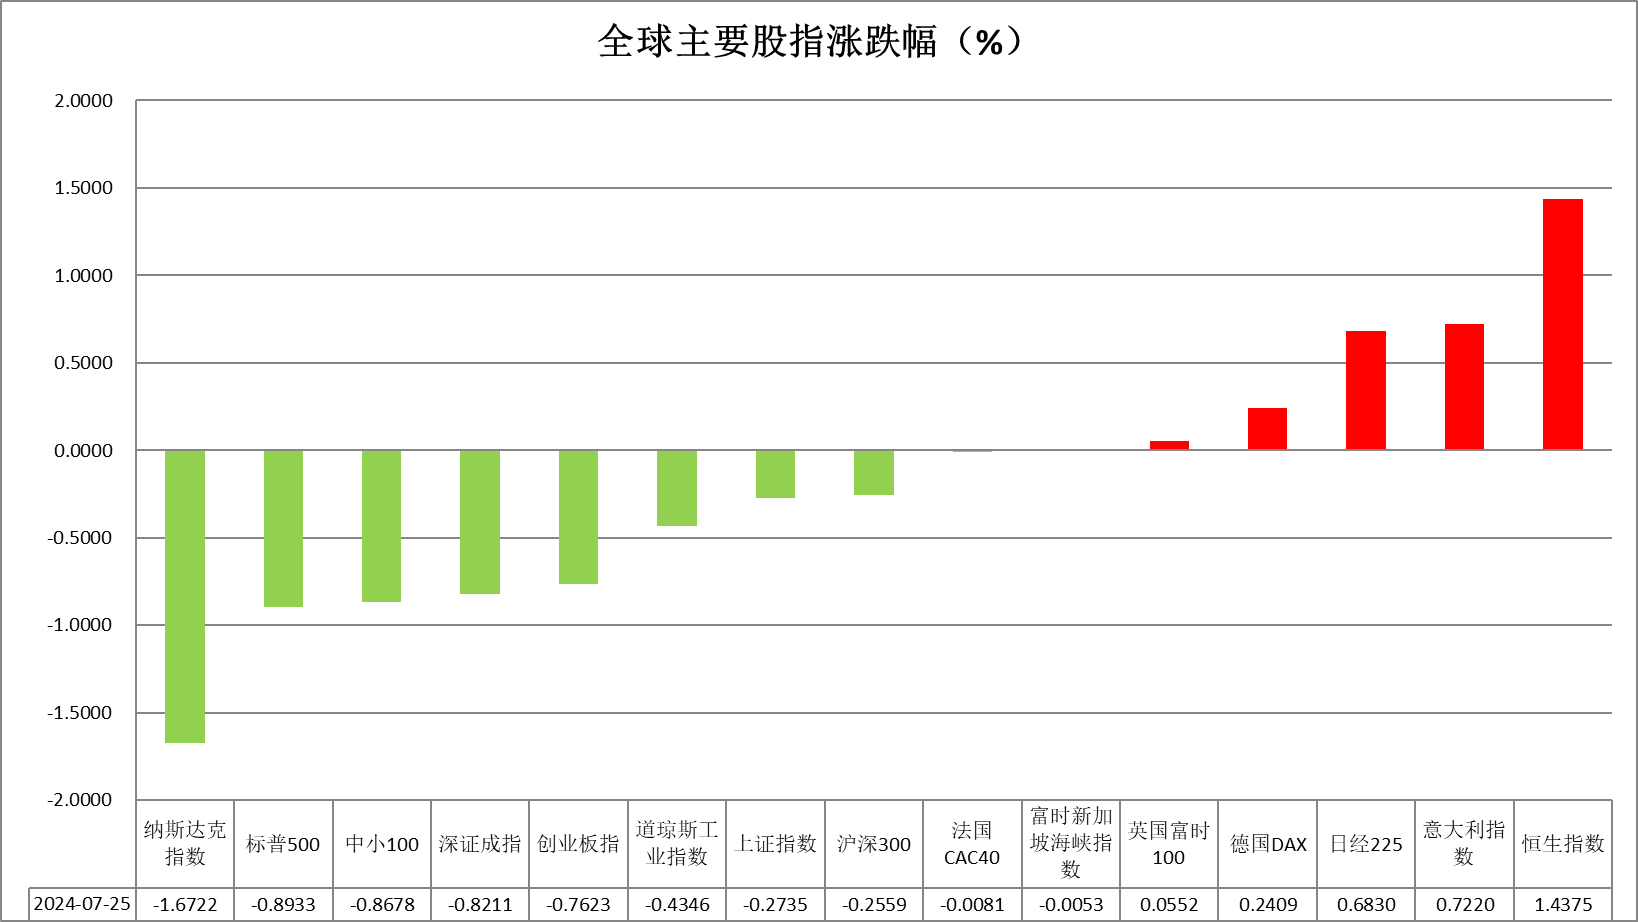 全球主要股指涨跌幅（%）
2.0000
1.5000
1.0000
0.5000
0.0000
-0.5000
-1.0000
-1.5000
-2.0000
纳斯达克
指数
标普500
中小100
深证成指
创业板指
道琼斯工
业指数
上证指数
沪深300
法国
CAC40
富时新加
坡海峡指
数
英国富时
100
德国DAX
日经225
意大利指
数
恒生指数
2024-07-25 -1.6722 -0.8933 -0.8678 -0.8211 -0.7623 -0.4346 -0.2735 -0.2559 -0.0081 -0.0053 0.0552 0.2409 0.6830 0.7220 1.4375